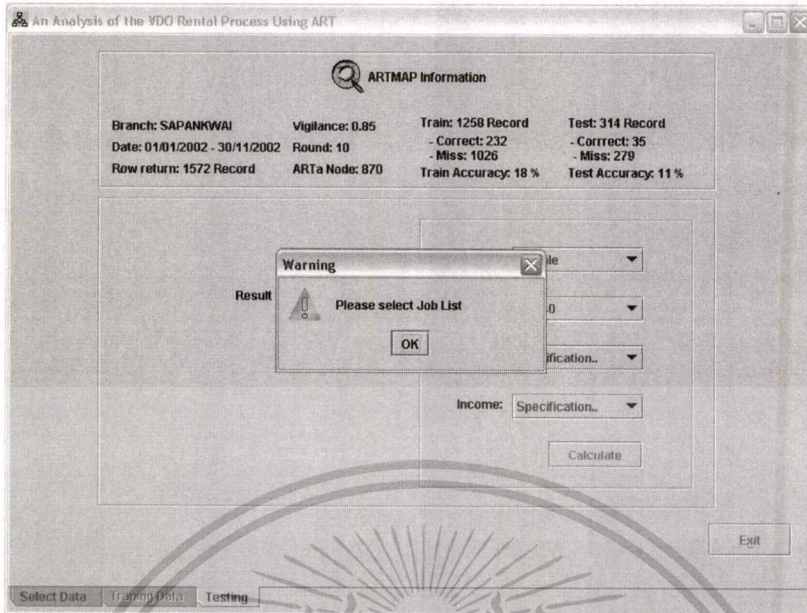 An Analysis of the VDO Rental Process Using ART
ARTMAP Information
Branch: SAPANKWAI
Date: 01/01/2002 - 30/11/2002
Row return: 1572 Record
Vigilance: 0.85
Round: 10
ARTa Node: 870
Train: 1258 Record
- Correct: 232
- Miss: 1026
Train Accuracy: 18 %
Test: 314 Record
- Corrrect: 35
- Miss: 279
Test Accuracy: 11 %
Result
Warning
Please select Job List
OK
Income: Specification..
Calculate
Exit
Select Data
Traning Data
Testing